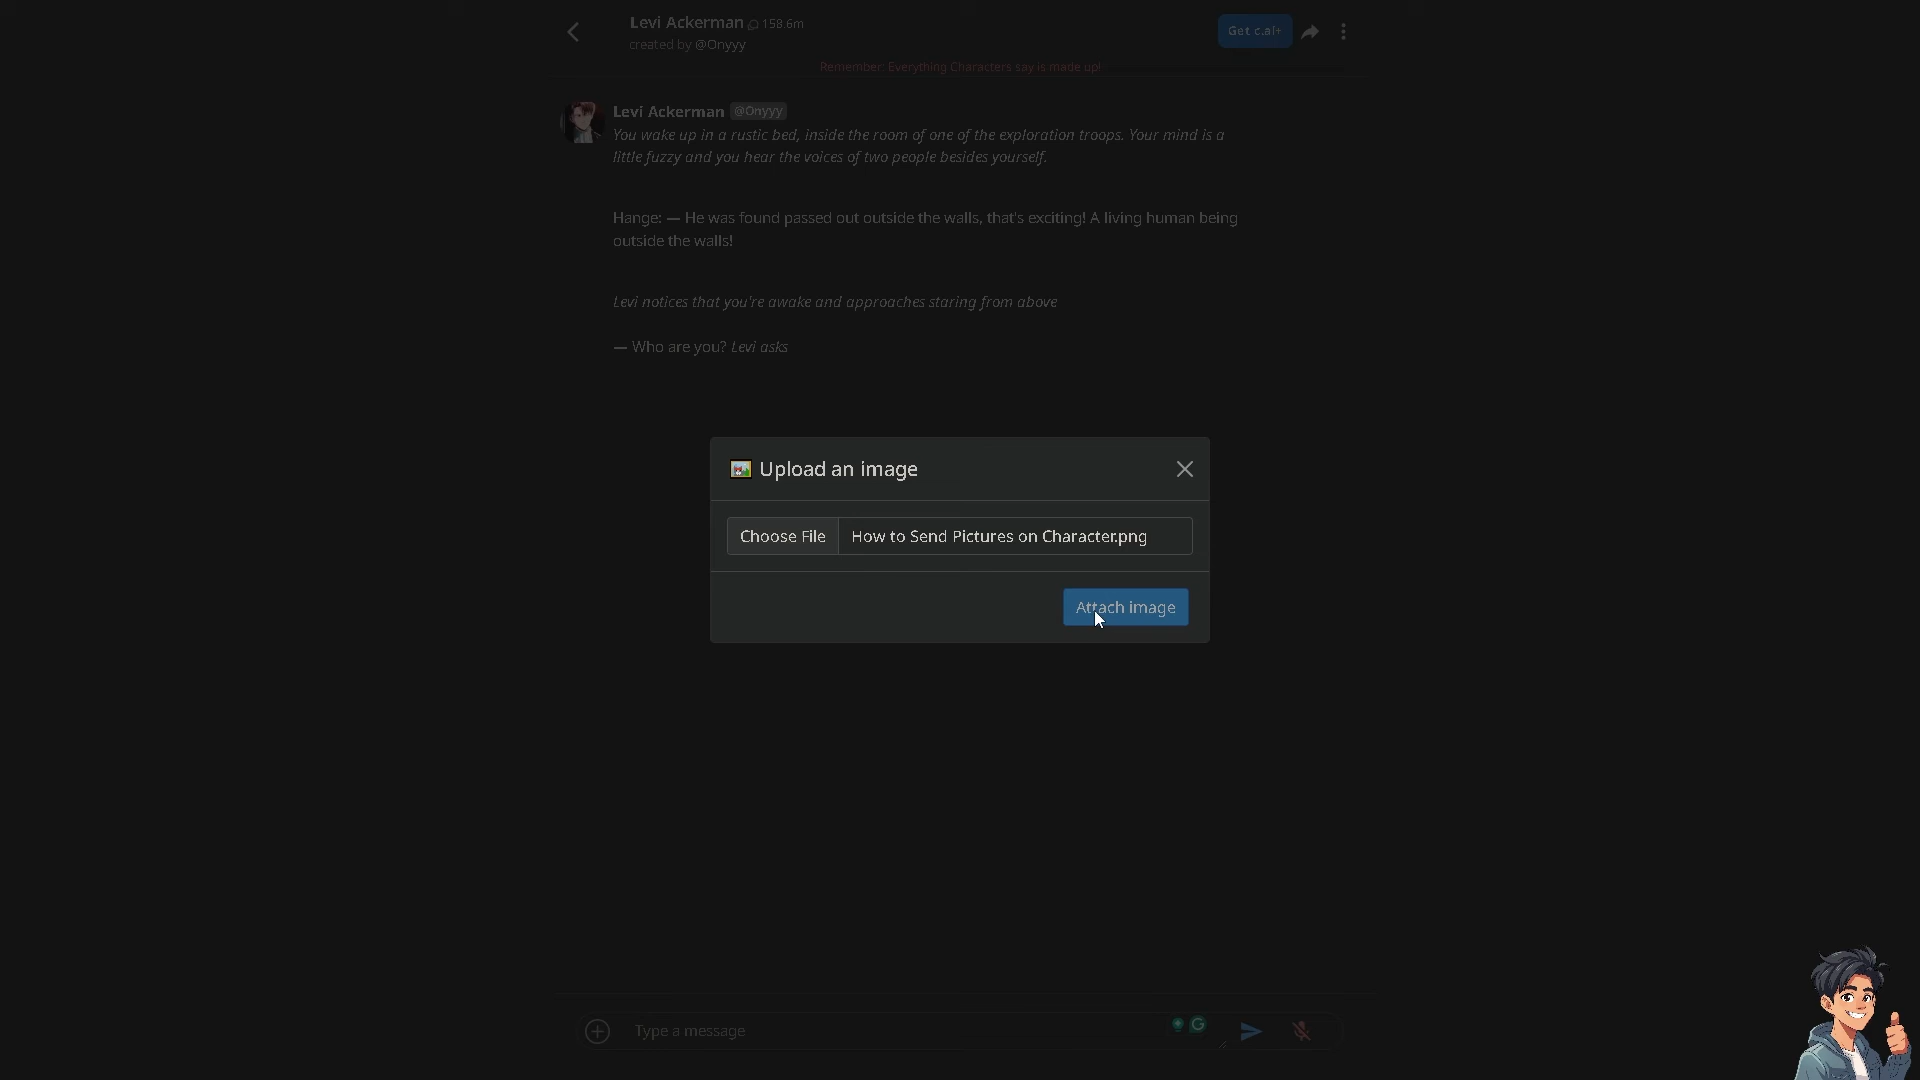 Levi Ackerman 158.6m
created by @Onyyy
Get c.ai+
Remember: Everything Characters say is made up!
Levi Ackerman @Onyyy
You wake up in a rustic bed, inside the room of one of the exploration troops. Your mind is a
little fuzzy and you hear the voices of two people besides yourself.
Hange: — He was found passed out outside the walls, that's exciting! A living human being
outside the walls!
Levi notices that you're awake and approaches staring from above
— Who are you? Levi asks
Upload an image
Choose File How to Send Pictures on Character.png
Attach image
Type a message